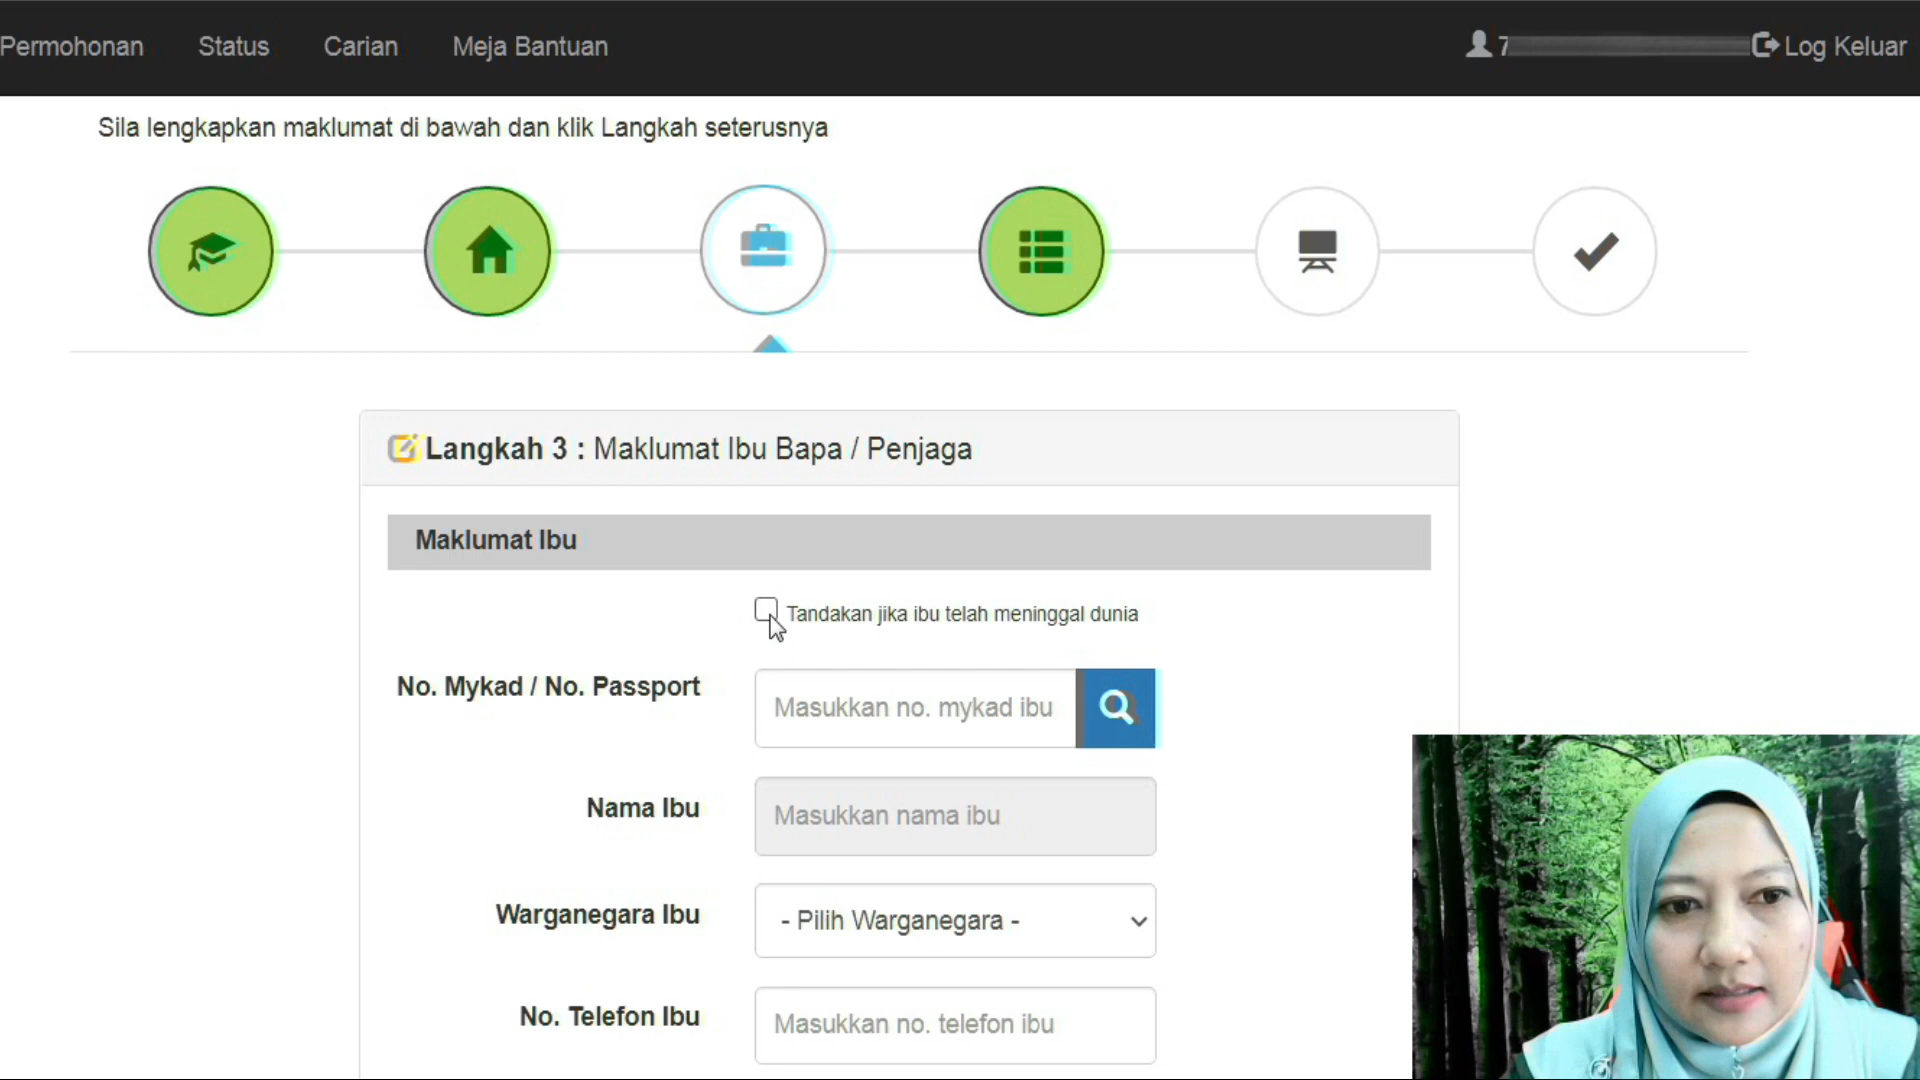 Permohonan Status Carian Meja Bantuan 7 Log Keluar
Sila lengkapkan maklumat di bawah dan klik Langkah seterusnya
Langkah 3 : Maklumat Ibu Bapa / Penjaga
Maklumat Ibu
Tandakan jika ibu telah meninggal dunia
No. Mykad / No. Passport Masukkan no. mykad ibu
Nama Ibu Masukkan nama ibu
Warganegara Ibu - Pilih Warganegara -
No. Telefon Ibu Masukkan no. telefon ibu